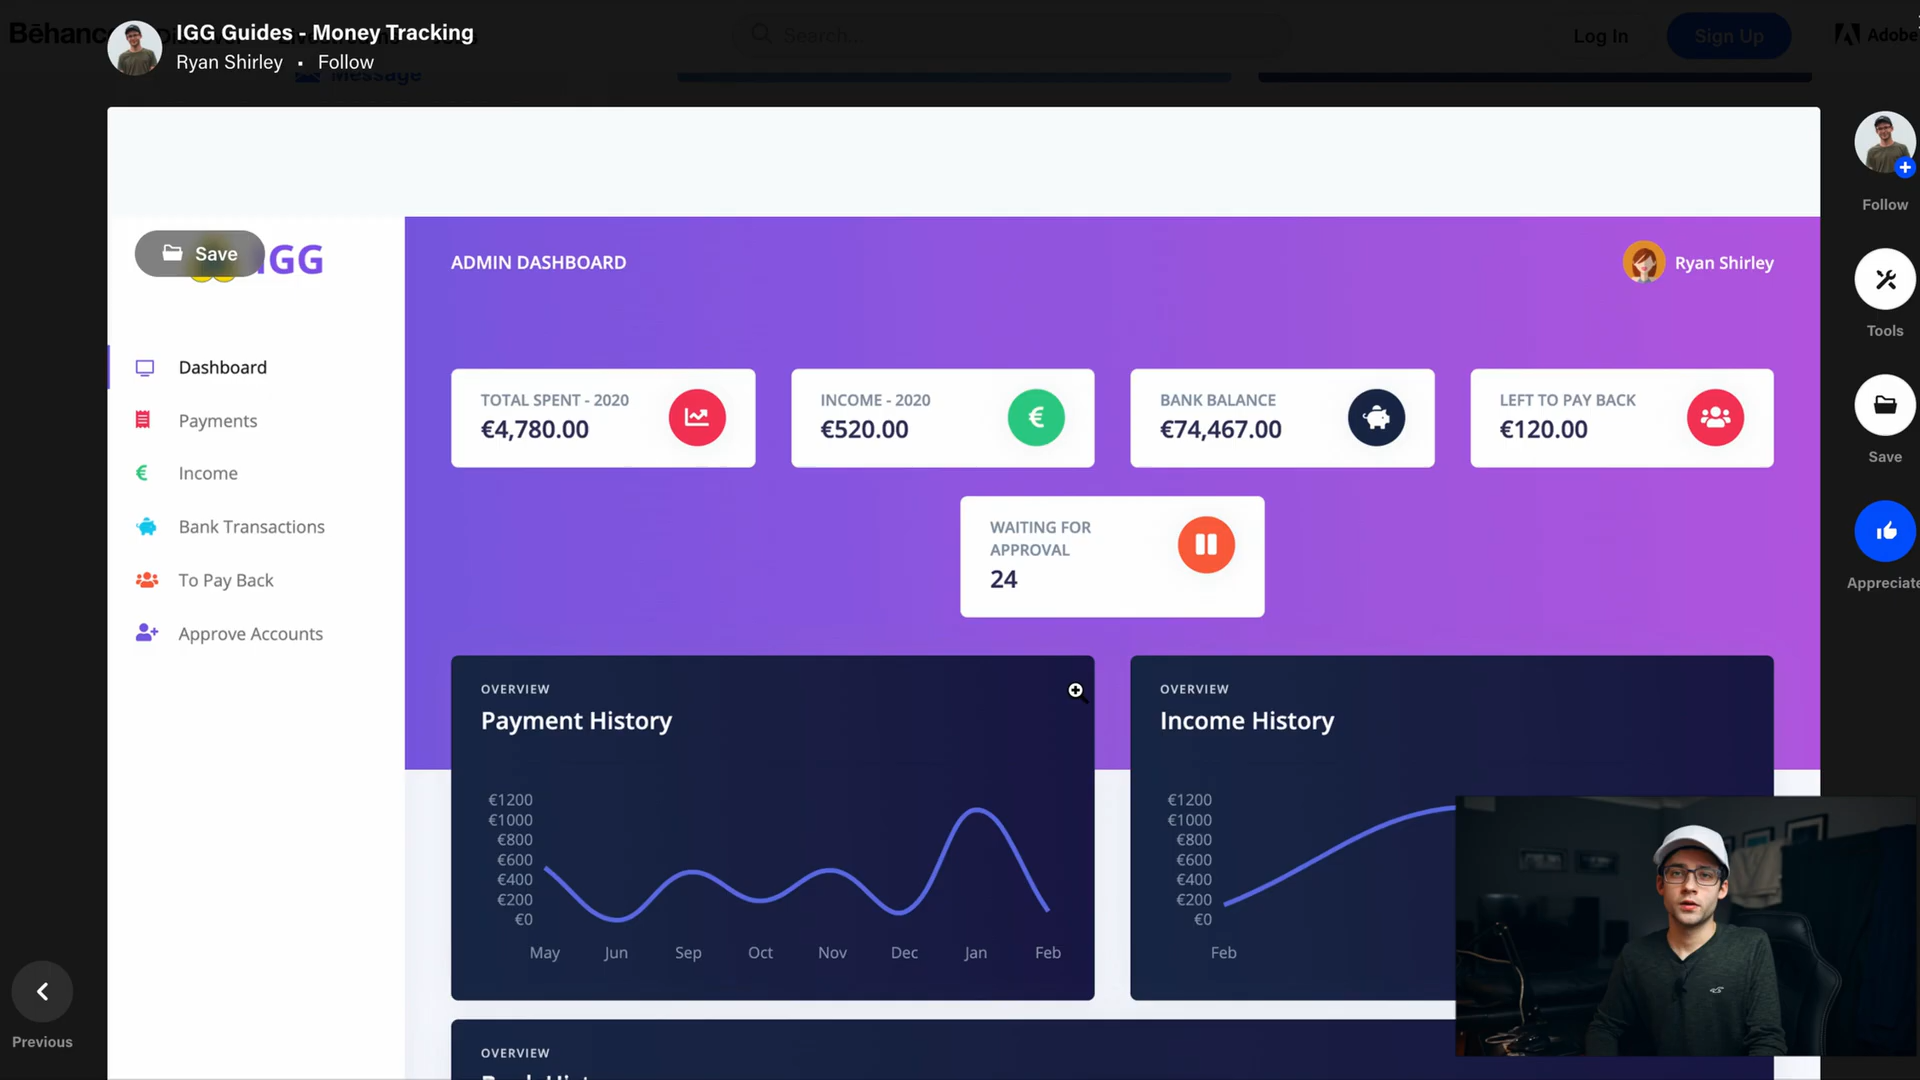 Bēhance
IGG Guides - Money Tracking
Ryan Shirley • Follow
Search...
Log In
Sign Up
Adobe
Message
Save
IGG
ADMIN DASHBOARD
Ryan Shirley
Dashboard
Payments
Income
Bank Transactions
To Pay Back
Approve Accounts
TOTAL SPENT - 2020
€4,780.00
INCOME - 2020
€520.00
BANK BALANCE
€74,467.00
LEFT TO PAY BACK
€120.00
WAITING FOR
APPROVAL
24
OVERVIEW
Payment History
€1200
€1000
€800
€600
€400
€200
€0
May Jun Sep Oct Nov Dec Jan Feb
OVERVIEW
Income History
€1200
€1000
€800
€600
€400
€200
€0
Feb
OVERVIEW
Follow
Tools
Save
Appreciate
Previous